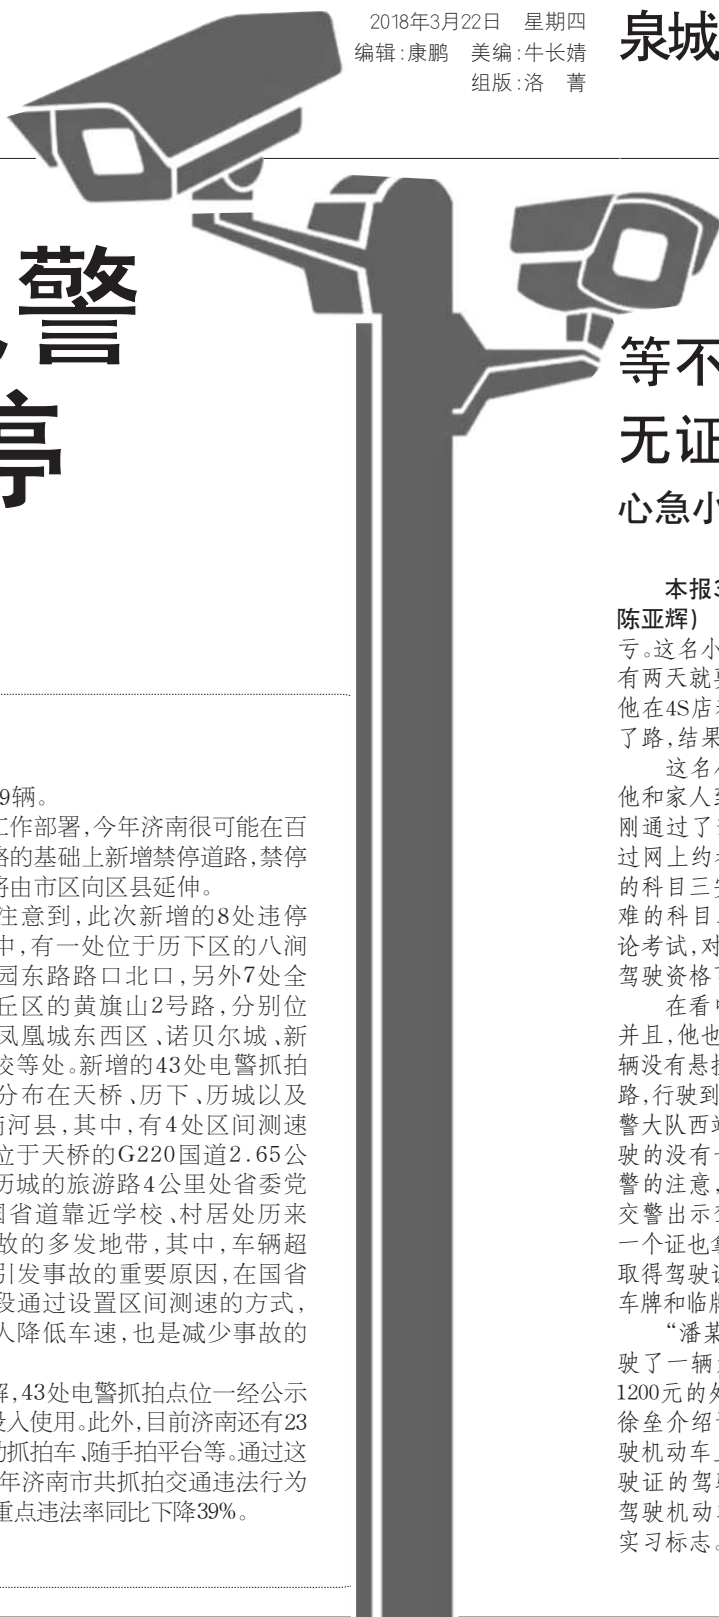 2018年3月22日 星期四
编辑:康鹏 美编:牛长婧
组版:洛 菁
泉城
警
停
9辆。
工作部署,今年济南很可能在百
路的基础上新增禁停道路,禁停
将由市区向区县延伸。
注意到,此次新增的8处违停
中,有一处位于历下区的八涧
园东路路口北口,另外7处全
丘区的黄旗山2号路,分别位
凤凰城东西区、诺贝尔城、新
校等处。新增的43处电警抓拍
分布在天桥、历下、历城以及
河县,其中,有4处区间测速
位于天桥的G220国道2.65公
历城的旅游路4公里处省委党
国省道靠近学校、村居处历来
故的多发地带,其中,车辆超
引发事故的重要原因,在国省
段通过设置区间测速的方式,
人降低车速,也是减少事故的
解,43处电警抓拍点位一经公示
投入使用。此外,目前济南还有23
动抓拍车、随手拍平台等。通过这
年济南市共抓拍交通违法行为
重点违法率同比下降39%。
等不
无证
心急小
本报3
陈亚辉)
亏。这名小
有两天就要
他在4S店
了路,结果
这名小
他和家人
刚通过了
过网上约
的科目三
难的科目
论考试,对
驾驶资格
在看
并且,他也
辆没有悬挂
路,行驶到
警大队西
驶的没有
警的注意,
交警出示
一个证也拿
取得驾驶证
车牌和临牌
“潘某
驶了一辆
1200元的处
徐垒介绍
驶机动车
驶证的驾驶
驾驶机动车
实习标志。